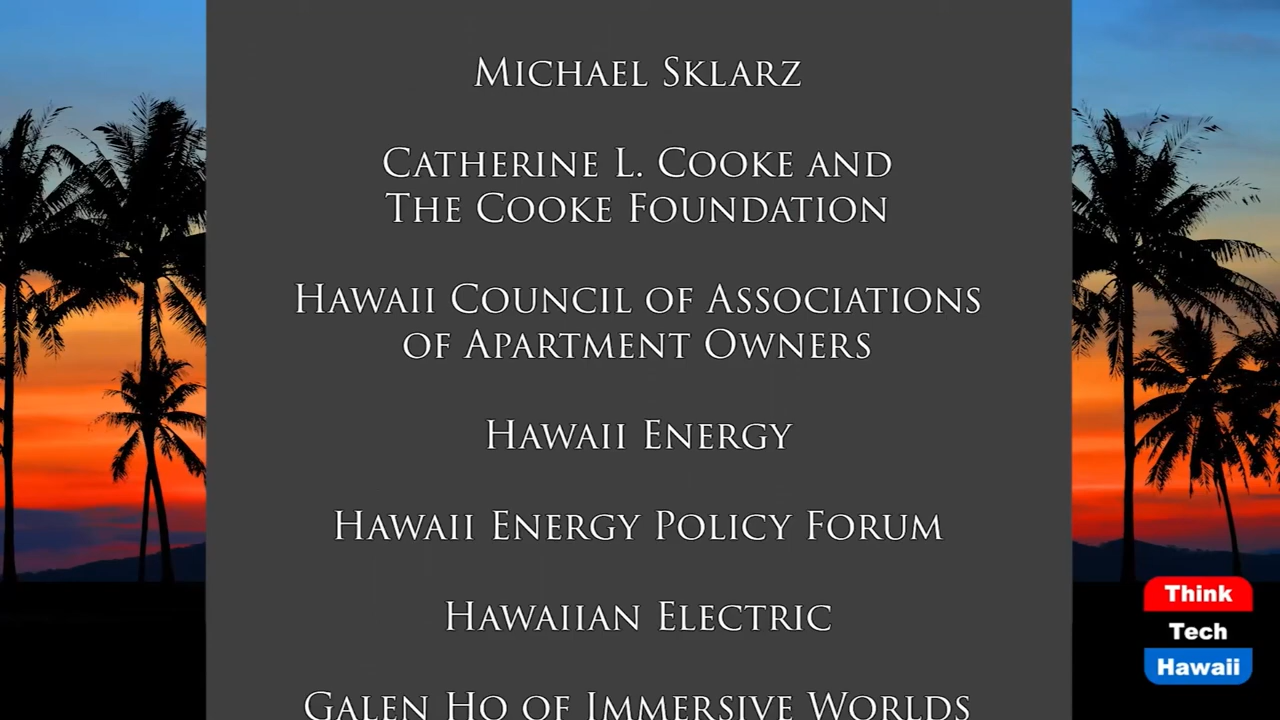 Michael Sklarz
Catherine L. Cooke and
The Cooke Foundation
Hawaii Council of Associations
of Apartment Owners
Hawaii Energy
Hawaii Energy Policy Forum
Hawaiian Electric
Galen Ho of Immersive Worlds
Think
Tech
Hawaii